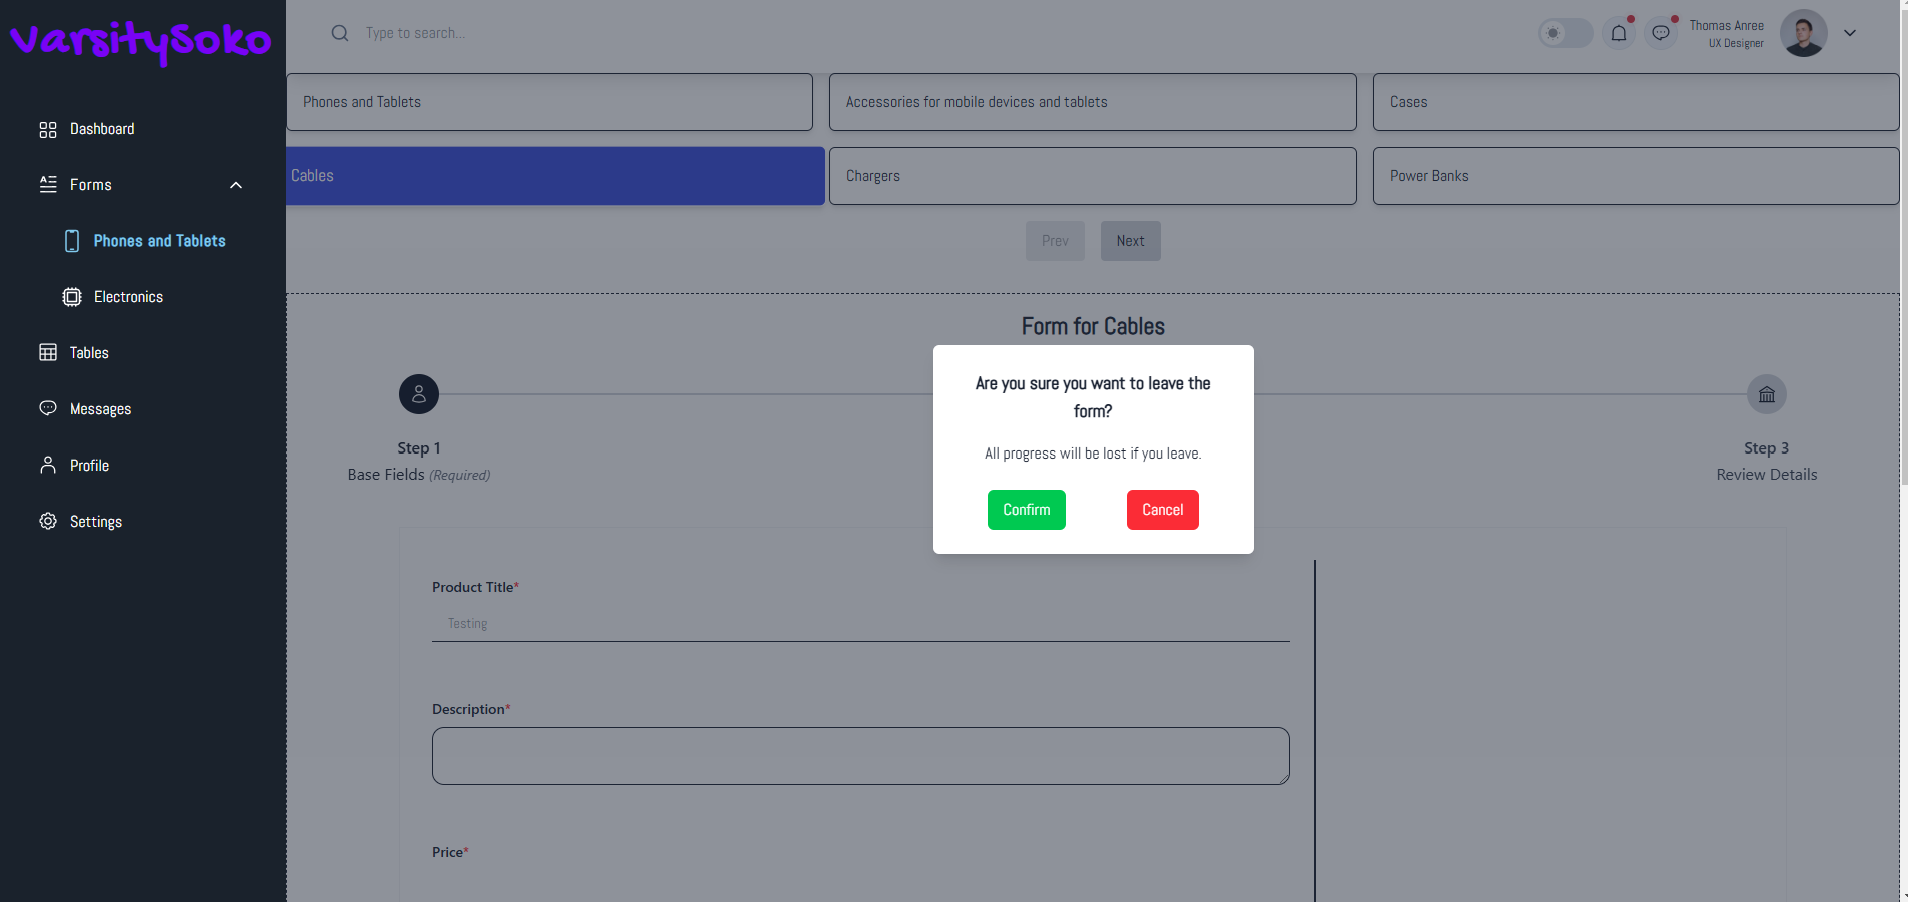 VarsitySoko
Type to search...
Thomas Anree
UX Designer
Dashboard
Forms
Phones and Tablets
Electronics
Tables
Messages
Profile
Settings
Phones and Tablets
Accessories for mobile devices and tablets
Cases
Cables
Chargers
Power Banks
Prev
Next
Form for Cables
Are you sure you want to leave the
form?
All progress will be lost if you leave.
Confirm
Cancel
Step 1
Base Fields (Required)
Step 3
Review Details
Product Title*
Testing
Description*
Price*